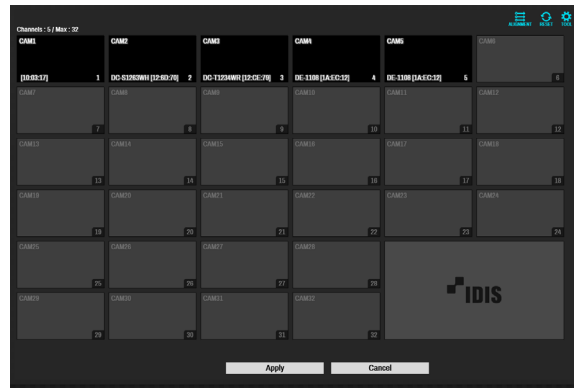 ALIGNMENT RESET TOOL
Channels : 5 / Max : 32
CAM1 CAM2 CAM3 CAM4 CAM5 CAM6
[10:03:17] 1 DC-S1263WH [12:6D:70] 2 DC-T1234WR [12:CE:79] 3 DE-1108 [1A:EC:12] 4 DE-1108 [1A:EC:12] 5 6
CAM7 CAM8 CAM9 CAM10 CAM11 CAM12
7 8 9 10 11 12
CAM13 CAM14 CAM15 CAM16 CAM17 CAM18
13 14 15 16 17 18
CAM19 CAM20 CAM21 CAM22 CAM23 CAM24
19 20 21 22 23 24
CAM25 CAM26 CAM27 CAM28
25 26 27 28
IDIS
CAM29 CAM30 CAM31 CAM32
29 30 31 32
Apply Cancel